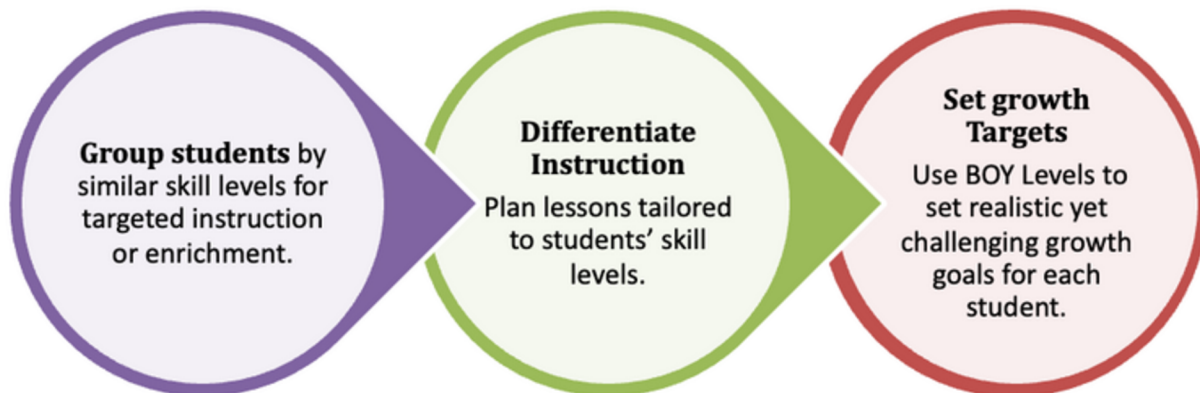 Group students by
similar skill levels for
targeted instruction
or enrichment.
Differentiate
Instruction
Plan lessons tailored
to students’ skill
levels.
Set growth
Targets
Use BOY Levels to
set realistic yet
challenging growth
goals for each
student.